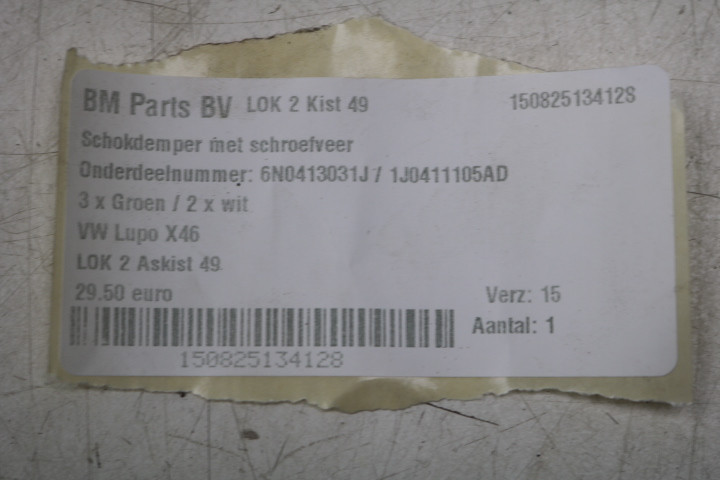 BM Parts BV LOK 2 Kist 49 150825134128
Schokdemper met schroefveer
Onderdeelnummer: 6N0413031J / 1J0411105AD
3 x Groen / 2 x wit
VW Lupo X46
LOK 2 Askist 49
29.50 euro Verz: 15
Aantal: 1
150825134128